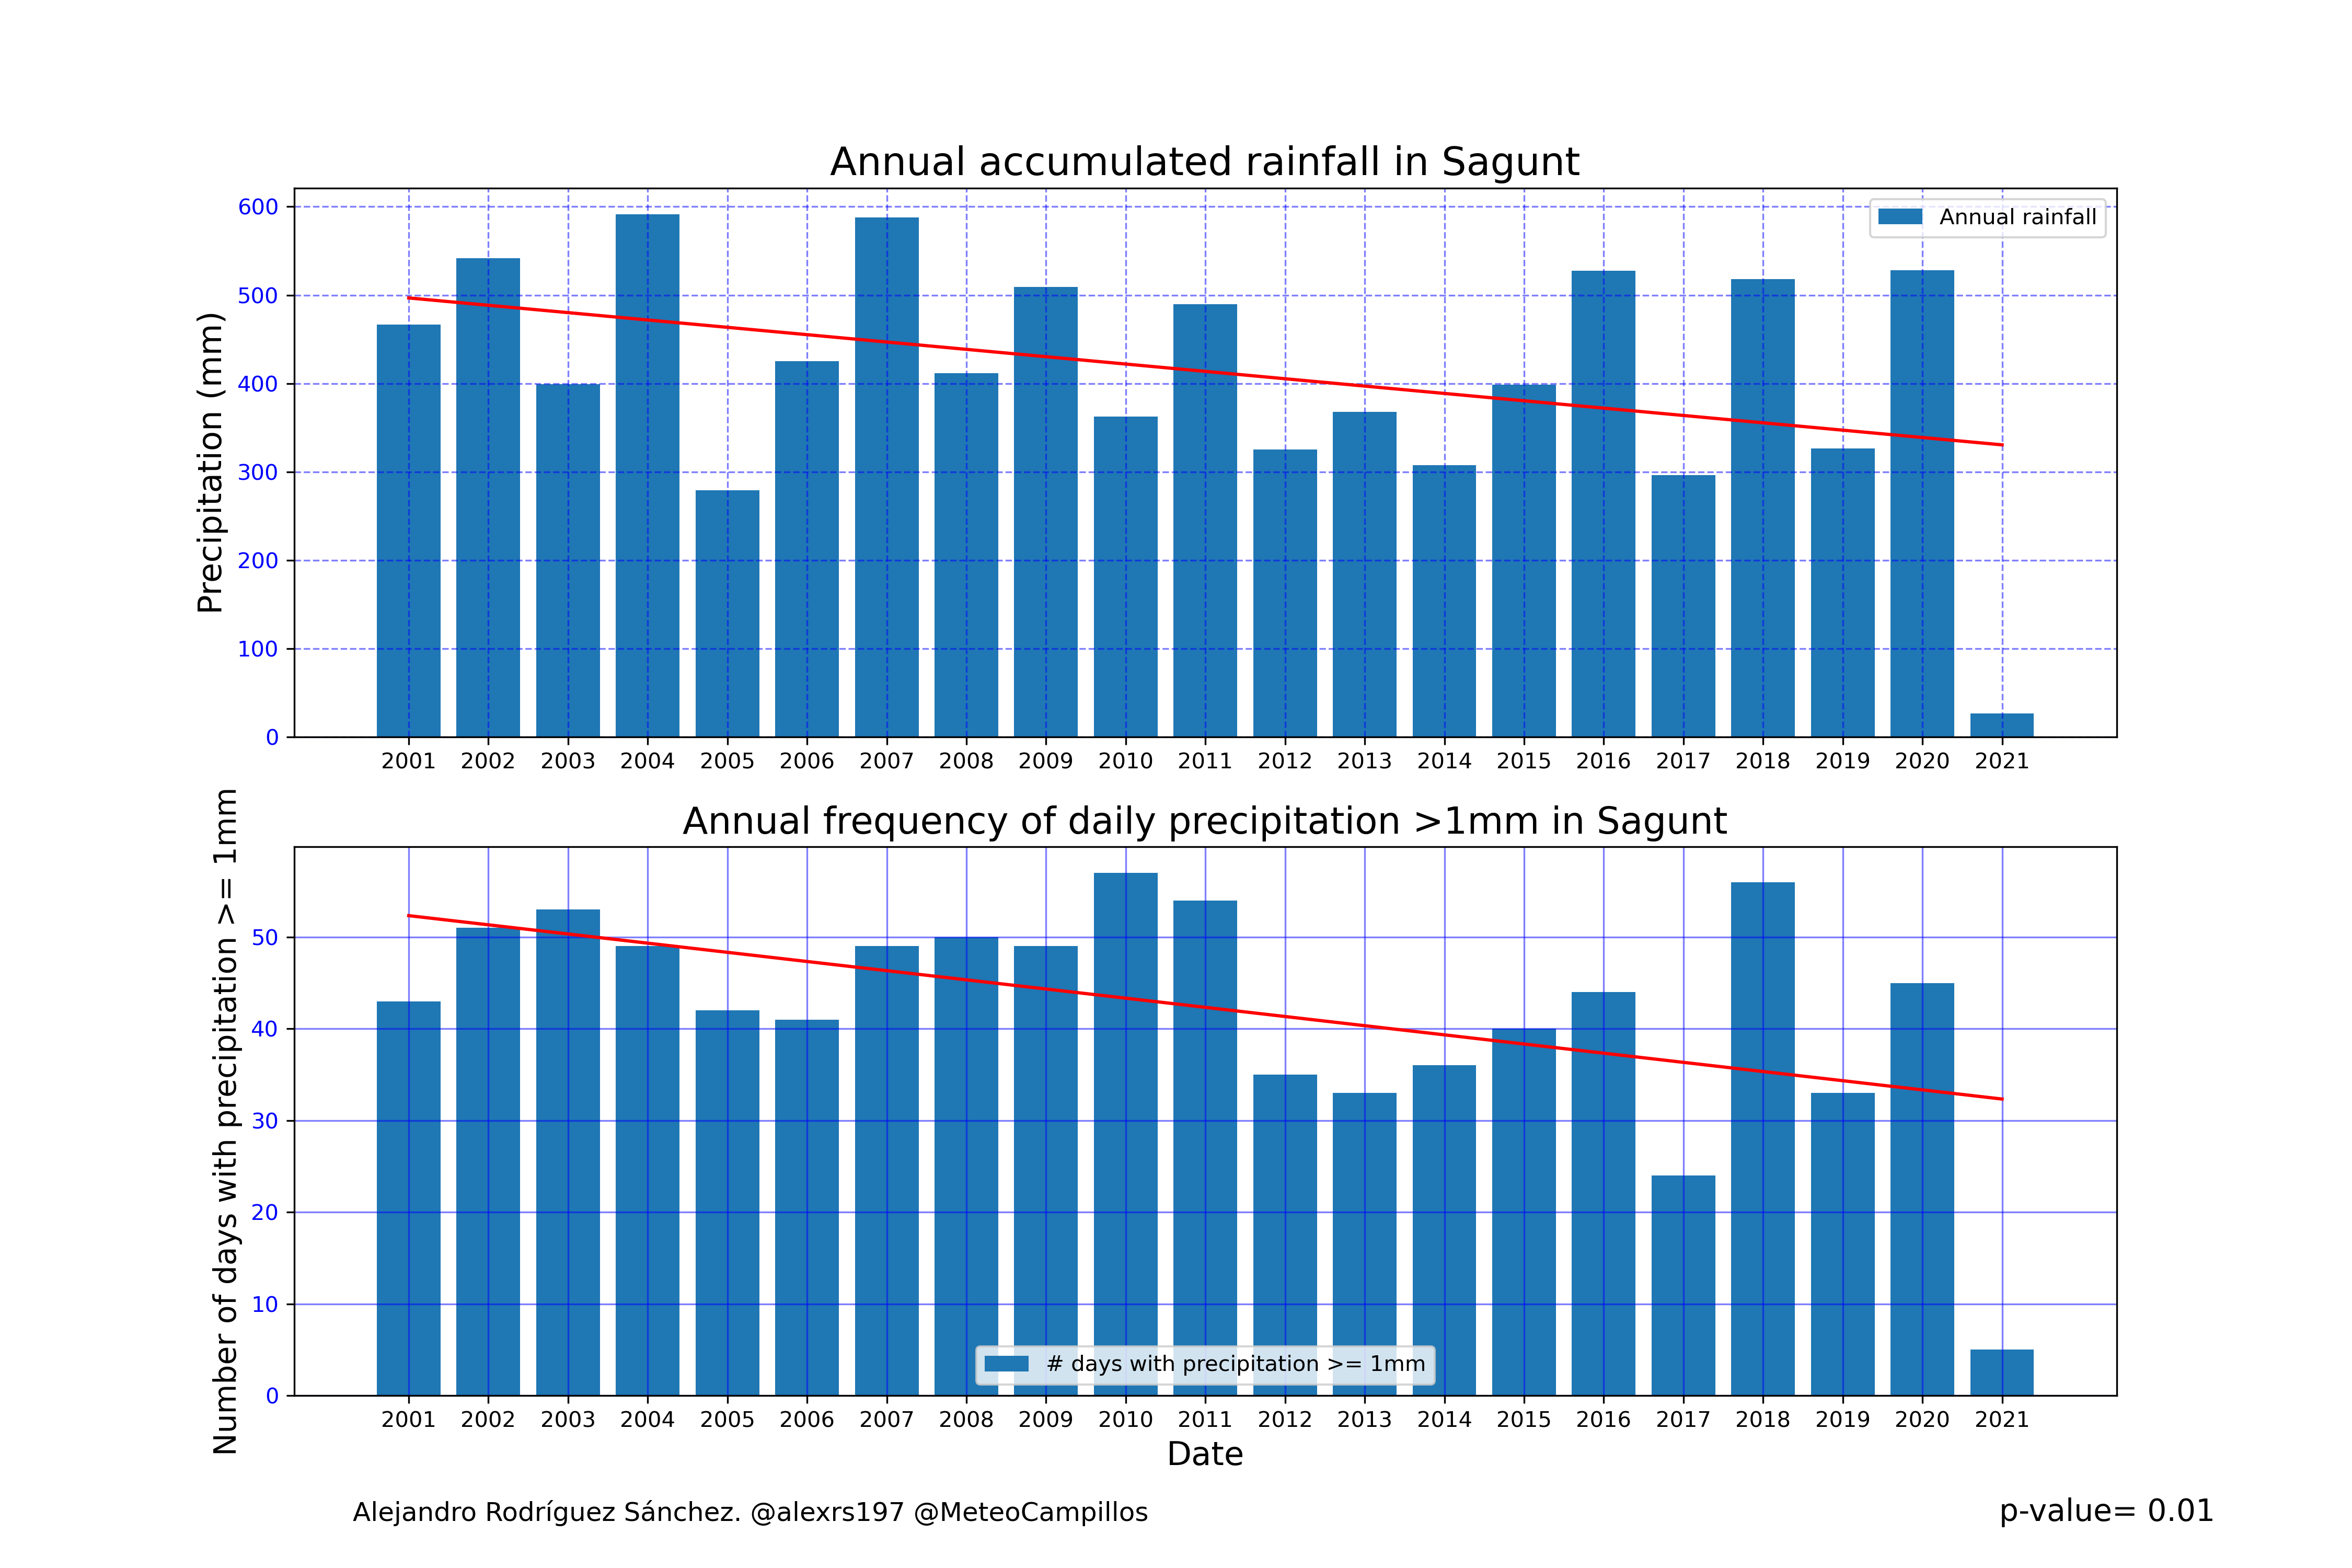 Annual accumulated rainfall in Sagunt
Precipitation (mm)
600
500
400
300
200
100
0
Annual rainfall
2001 2002 2003 2004 2005 2006 2007 2008 2009 2010 2011 2012 2013 2014 2015 2016 2017 2018 2019 2020 2021
Annual frequency of daily precipitation >1mm in Sagunt
Number of days with precipitation >= 1mm
50
40
30
20
10
0
# days with precipitation >= 1mm
2001 2002 2003 2004 2005 2006 2007 2008 2009 2010 2011 2012 2013 2014 2015 2016 2017 2018 2019 2020 2021
Date
Alejandro Rodríguez Sánchez. @alexrs197 @MeteoCampillos
p-value= 0.01